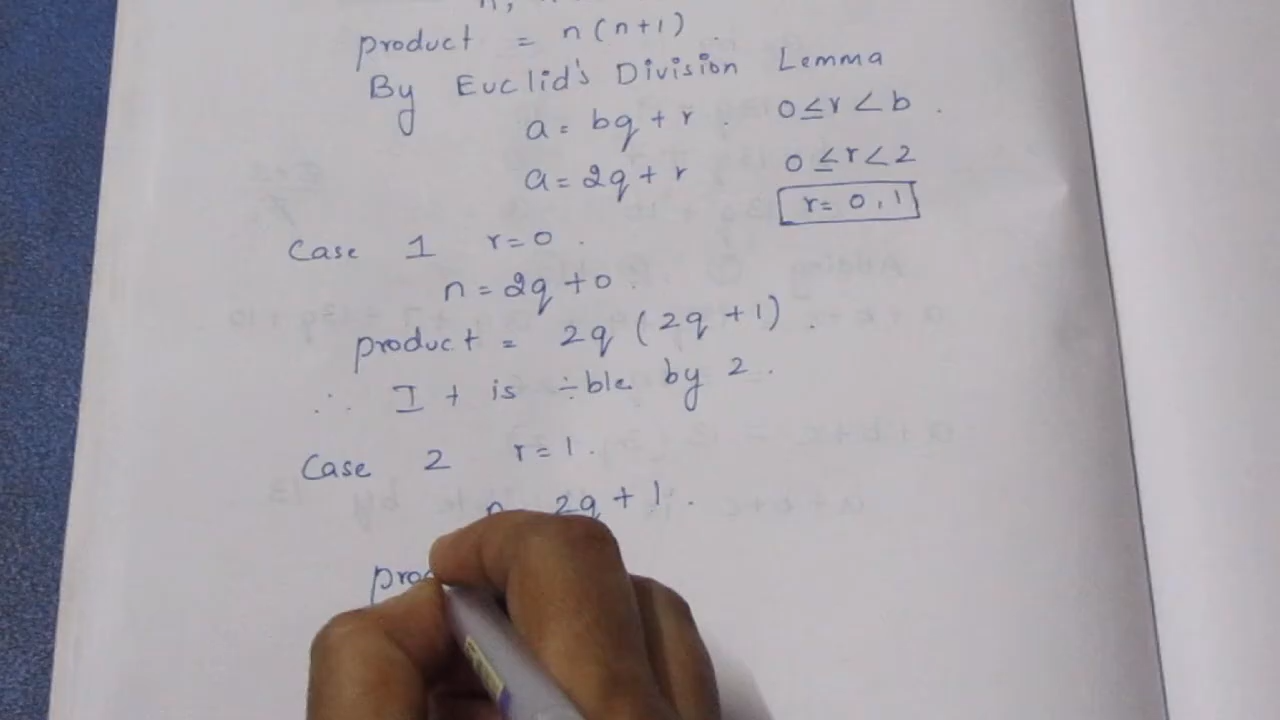 n,
product = n(n+1) .
By Euclid's Division Lemma
a = bq + r . 0 ≤ r < b .
a = 2q + r 0 ≤ r < 2
r = 0, 1
Case 1 r = 0 .
n = 2q + 0 .
product = 2q (2q + 1) .
∴ It is ÷ble by 2 .
Case 2 r = 1 .
n 2q + 1 .
pro